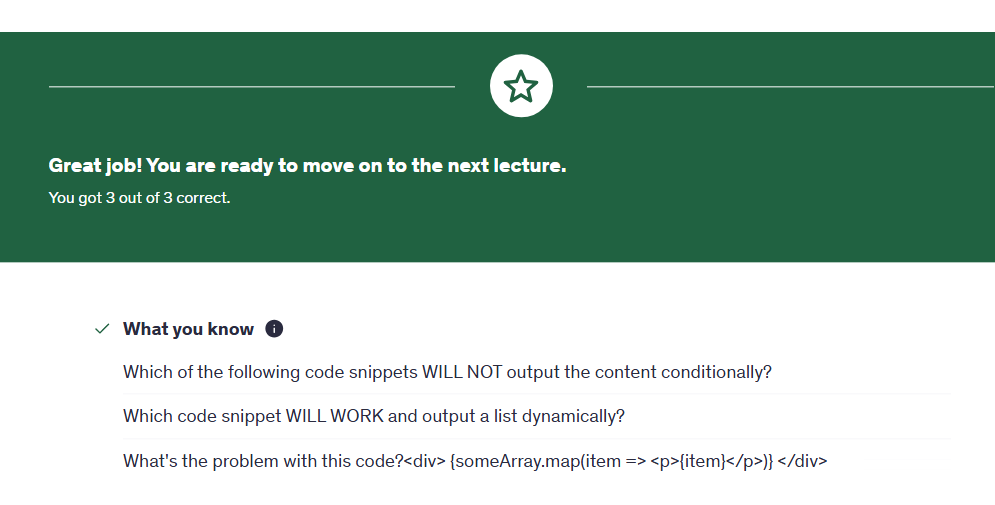 Great job! You are ready to move on to the next lecture.
You got 3 out of 3 correct.
What you know
Which of the following code snippets WILL NOT output the content conditionally?
Which code snippet WILL WORK and output a list dynamically?
What's the problem with this code?<div> {someArray.map(item => <p>{item}</p>)} </div>